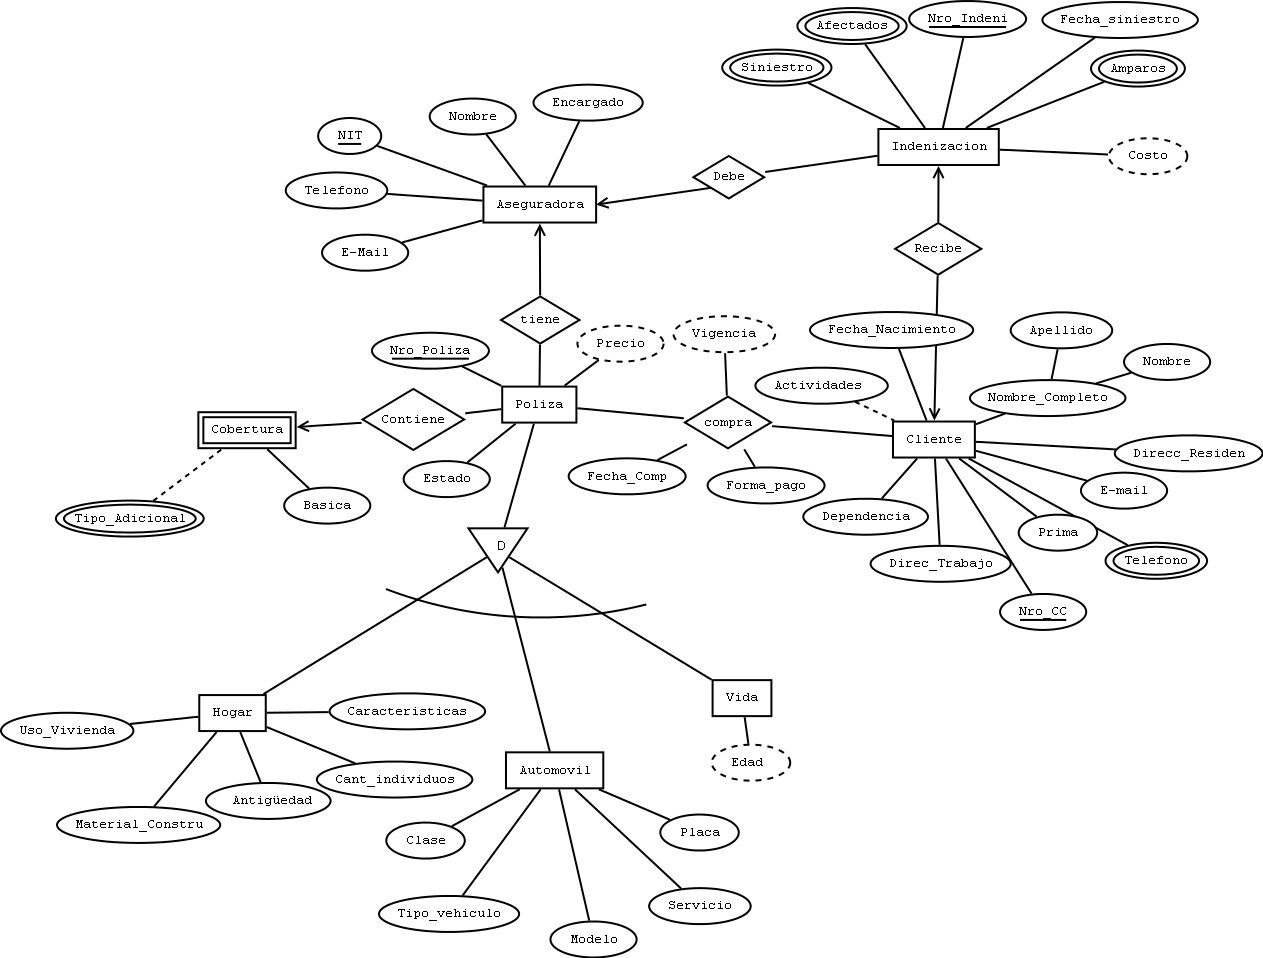 Afectados
Nro_Indeni
Fecha_siniestro
Siniestro
Amparos
Encargado
Nombre
NIT
Indenizacion
Costo
Debe
Telefono
Aseguradora
E-Mail
Recibe
tiene
Vigencia
Fecha_Nacimiento
Apellido
Precio
Nro_Poliza
Nombre
Actividades
Nombre_Completo
Poliza
Contiene
compra
Cobertura
Cliente
Direcc_Residen
Estado
Fecha_Comp
Forma_pago
E-mail
Basica
Tipo_Adicional
Dependencia
Prima
D
Direc_Trabajo
Telefono
Nro_CC
Vida
Hogar
Caracteristicas
Uso_Vivienda
Edad
Automovil
Cant_individuos
Antigüedad
Material_Constru
Placa
Clase
Servicio
Tipo_vehiculo
Modelo